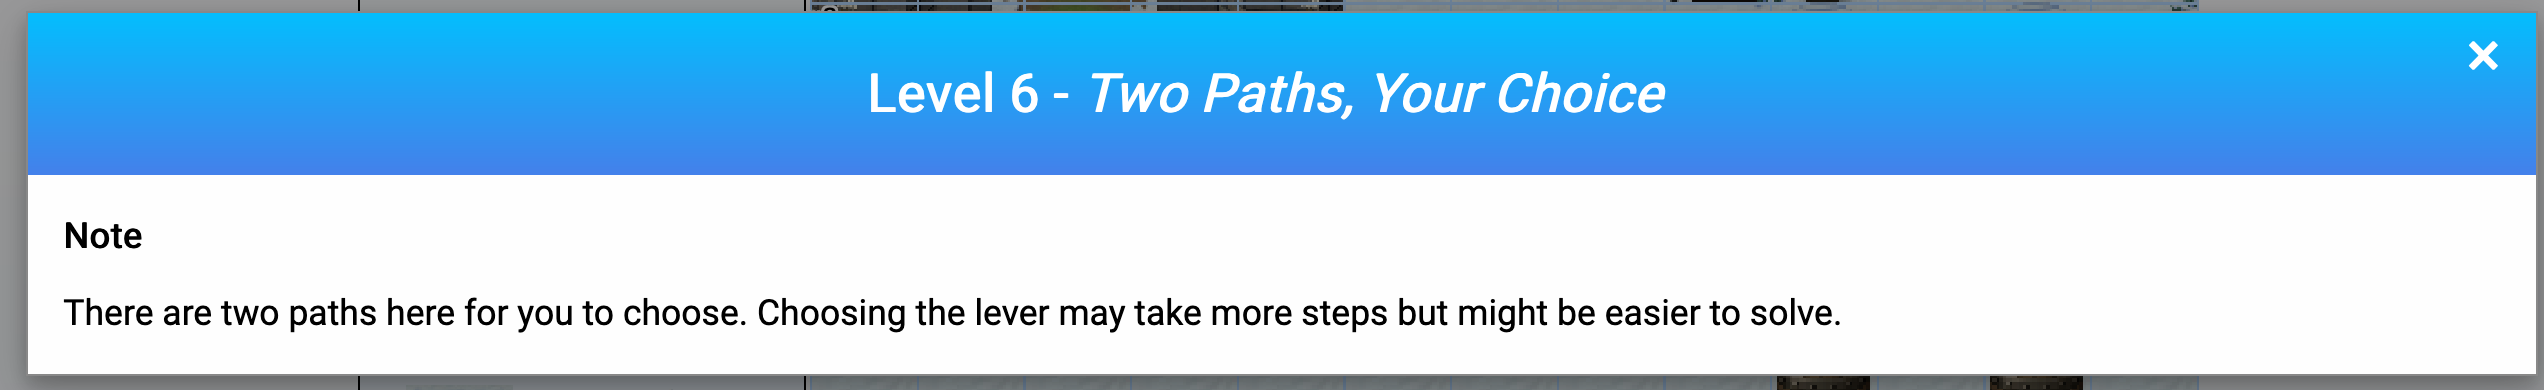 Level 6 - Two Paths, Your Choice
Note
There are two paths here for you to choose. Choosing the lever may take more steps but might be easier to solve.